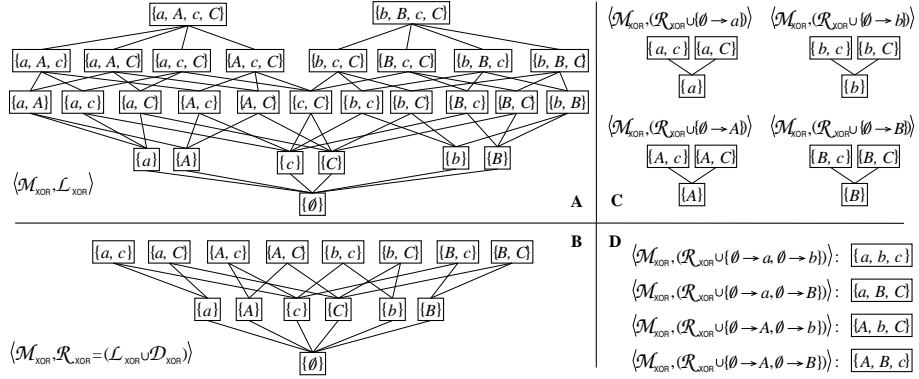 {a, A, c, C} {b, B, c, C}
{a, A, c} {a, A, C} {a, c, C} {A, c, C} {b, c, C} {B, c, C} {b, B, c} {b, B, C}
{a, A} {a, c} {a, C} {A, c} {A, C} {c, C} {b, c} {b, C} {B, c} {B, C} {b, B}
{a} {A} {c} {C} {b} {B}
{∅}
⟨ℳ_XOR, ℒ_XOR⟩
A
⟨ℳ_XOR, (ℛ_XOR ∪ {∅ → a})⟩ ⟨ℳ_XOR, (ℛ_XOR ∪ {∅ → b})⟩
{a, c} {a, C} {b, c} {b, C}
{a} {b}
⟨ℳ_XOR, (ℛ_XOR ∪ {∅ → A})⟩ ⟨ℳ_XOR, (ℛ_XOR ∪ {∅ → B})⟩
{A, c} {A, C} {B, c} {B, C}
{A} {B}
C
B
{a, c} {a, C} {A, c} {A, C} {b, c} {b, C} {B, c} {B, C}
{a} {A} {c} {C} {b} {B}
{∅}
⟨ℳ_XOR, ℛ_XOR = (ℒ_XOR ∪ 𝒟_XOR)⟩
D
⟨ℳ_XOR, (ℛ_XOR ∪ {∅ → a, ∅ → b})⟩: {a, b, c}
⟨ℳ_XOR, (ℛ_XOR ∪ {∅ → a, ∅ → B})⟩: {a, B, C}
⟨ℳ_XOR, (ℛ_XOR ∪ {∅ → A, ∅ → b})⟩: {A, b, C}
⟨ℳ_XOR, (ℛ_XOR ∪ {∅ → A, ∅ → B})⟩: {A, B, c}